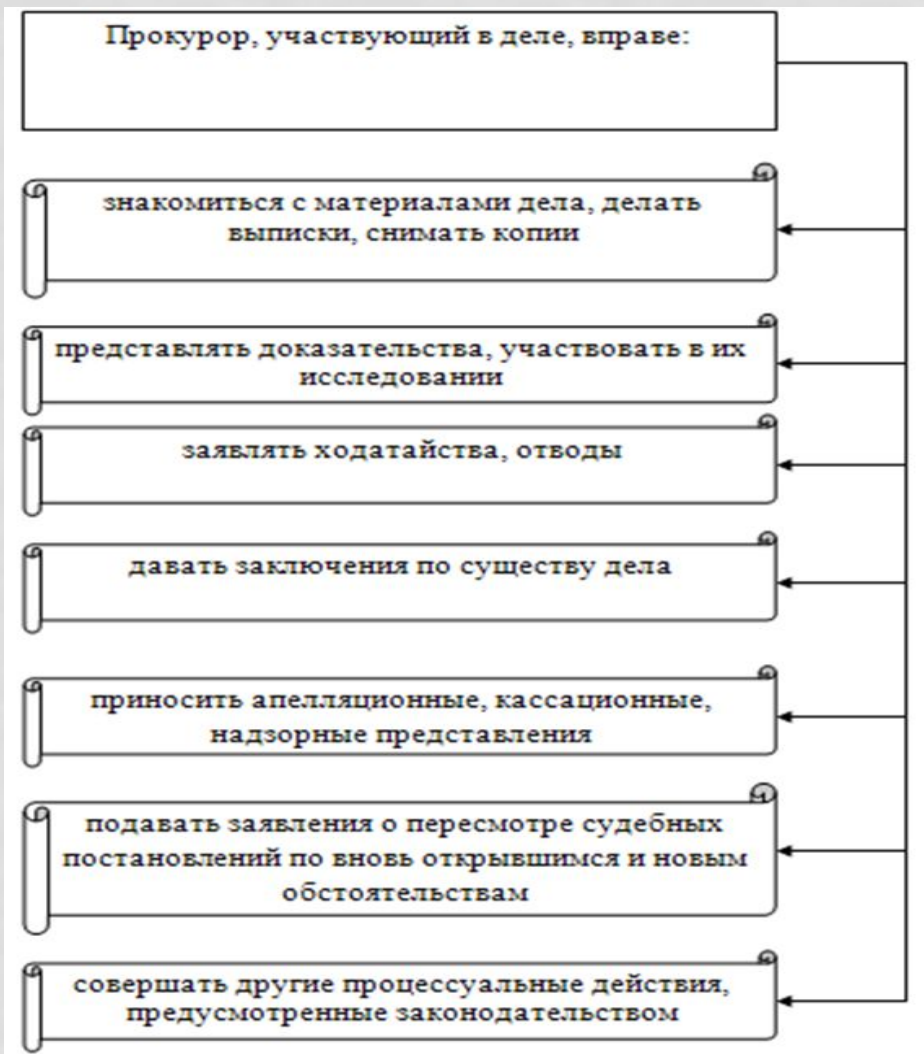 Прокурор, участвующий в деле, вправе:
знакомиться с материалами дела, делать
выписки, снимать копии
представлять доказательства, участвовать в их
исследовании
заявлять ходатайства, отводы
давать заключения по существу дела
приносить апелляционные, кассационные,
надзорные представления
подавать заявления о пересмотре судебных
постановлений по вновь открывшимся и новым
обстоятельствам
совершать другие процессуальные действия,
предусмотренные законодательством